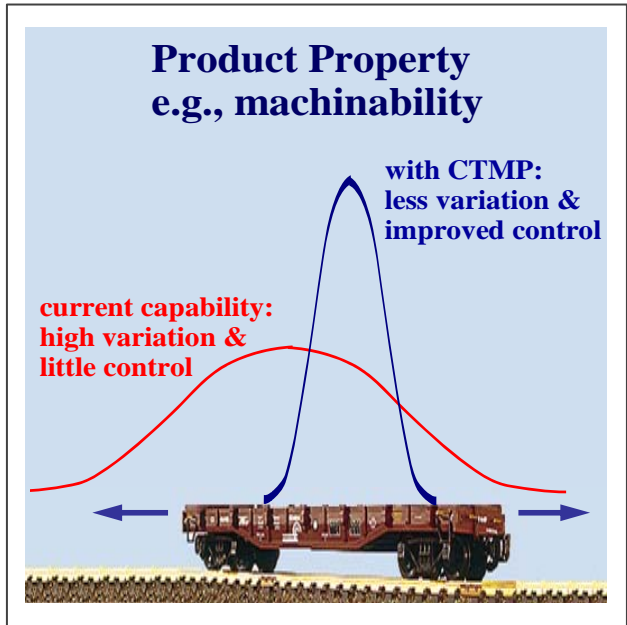 Product Property
e.g., machinability
with CTMP:
less variation &
improved control
current capability:
high variation &
little control